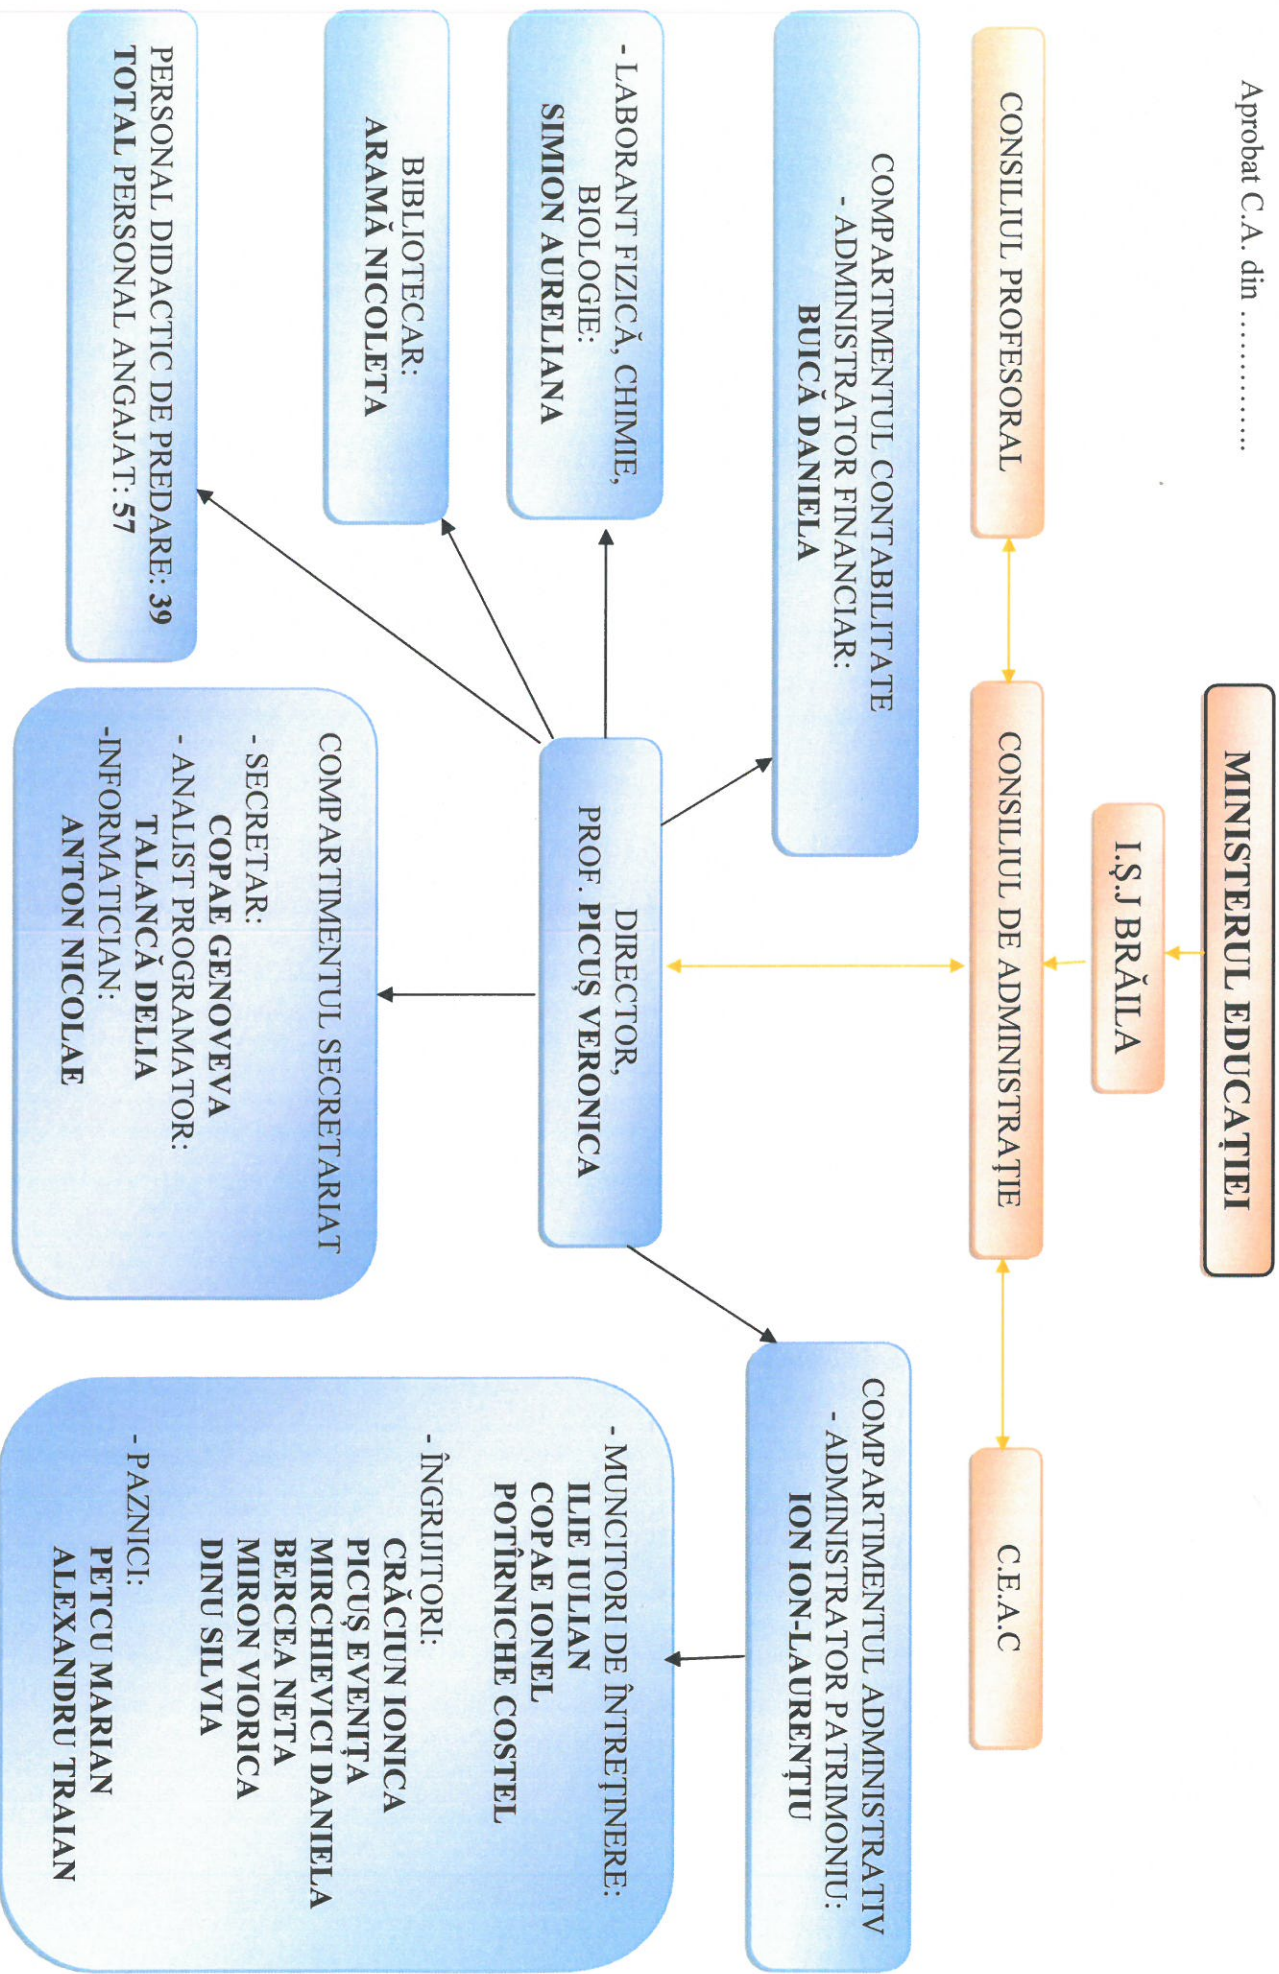 Aprobat C.A. din ..............
MINISTERUL EDUCAȚIEI
I.Ș.J BRĂILA
CONSILIUL PROFESORAL
CONSILIUL DE ADMINISTRAȚIE
C.E.A.C
COMPARTIMENTUL CONTABILITATE
- ADMINISTRATOR FINANCIAR:
BUICĂ DANIELA
COMPARTIMENTUL ADMINISTRATIV
- ADMINISTRATOR PATRIMONIU:
ION ION-LAURENȚIU
- LABORANT FIZICĂ, CHIMIE,
BIOLOGIE:
SIMION AURELIANA
DIRECTOR,
PROF. PICUȘ VERONICA
BIBLIOTECAR:
ARAMĂ NICOLETA
PERSONAL DIDACTIC DE PREDARE: 39
TOTAL PERSONAL ANGAJAT: 57
COMPARTIMENTUL SECRETARIAT
- SECRETAR:
COPAE GENOVEVA
- ANALIST PROGRAMATOR:
TALANCĂ DELIA
-INFORMATICIAN:
ANTON NICOLAE
- MUNCITORI DE ÎNTREȚINERE:
ILIE IULIAN
COPAE IONEL
POTÎRNICHE COSTEL
- ÎNGRIJITORI:
CRĂCIUN IONICA
PICUȘ EVENIȚA
MIRCHIEVICI DANIELA
BERCEA NETA
MIRON VIORICA
DINU SILVIA
- PAZNICI:
PETCU MARIAN
ALEXANDRU TRAIAN